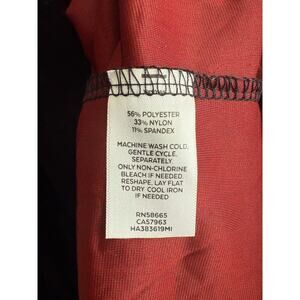 56% POLYESTER
33% NYLON
11% SPANDEX
MACHINE WASH COLD,
GENTLE CYCLE,
SEPARATELY.
ONLY NON-CHLORINE
BLEACH IF NEEDED.
RESHAPE, LAY FLAT
TO DRY. COOL IRON
IF NEEDED
RN58665
CA57963
HA383619MI